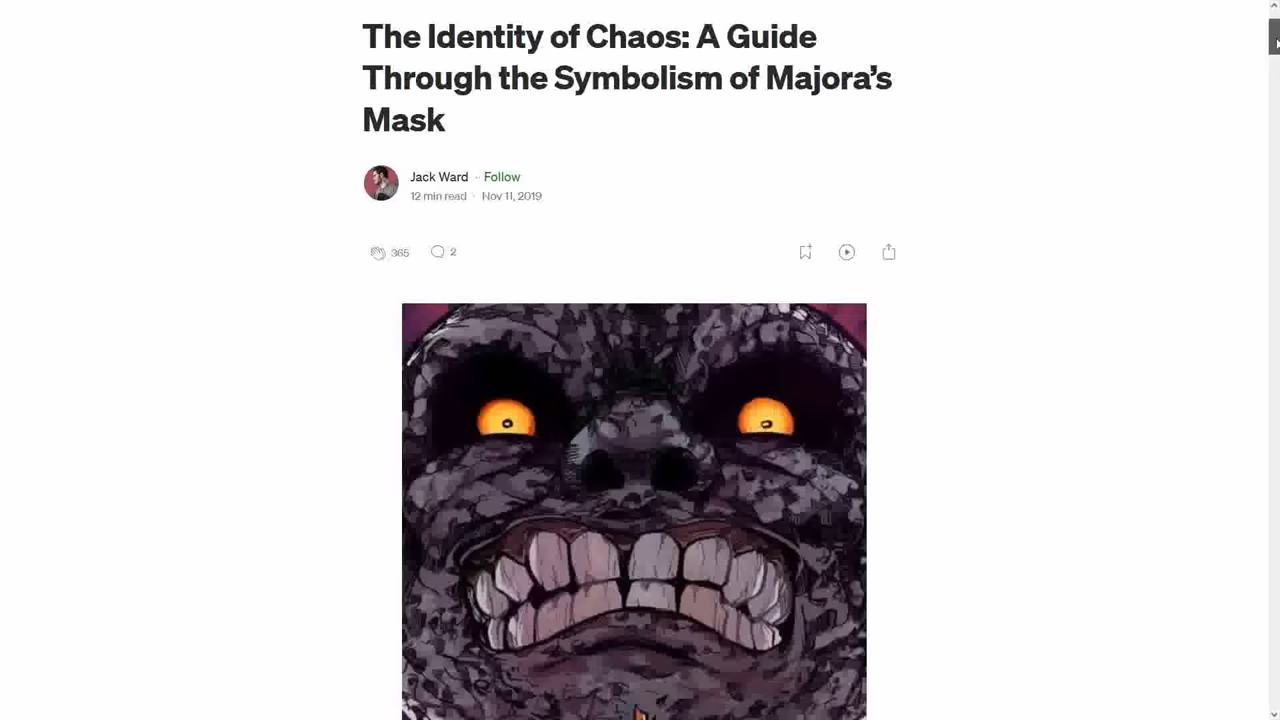 The Identity of Chaos: A Guide
Through the Symbolism of Majora’s
Mask
Jack Ward · Follow
12 min read · Nov 11, 2019
365 2